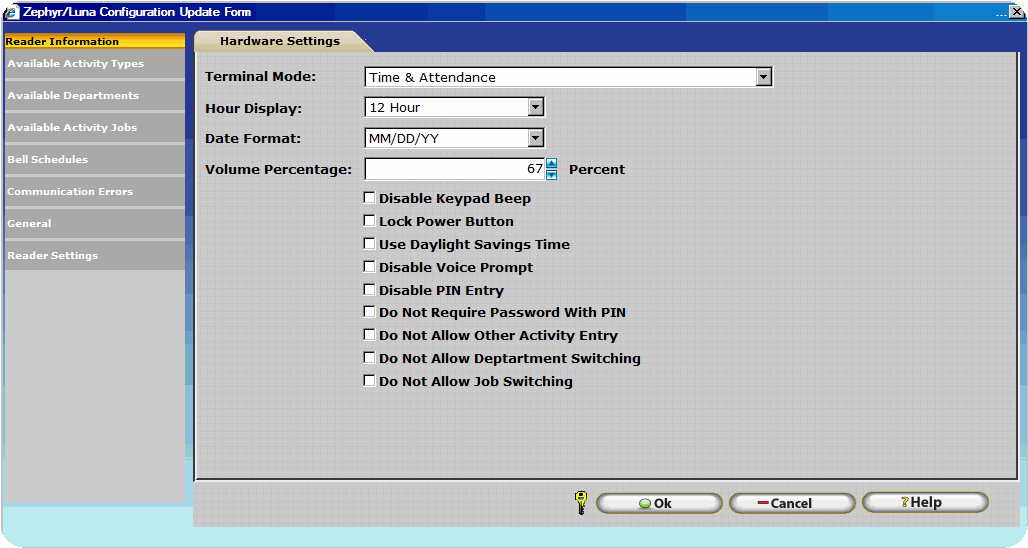 Zephyr/Luna Configuration Update Form
...
Reader Information
Available Activity Types
Available Departments
Available Activity Jobs
Bell Schedules
Communication Errors
General
Reader Settings
Hardware Settings
Terminal Mode: Time & Attendance
Hour Display: 12 Hour
Date Format: MM/DD/YY
Volume Percentage: 67 Percent
Disable Keypad Beep
Lock Power Button
Use Daylight Savings Time
Disable Voice Prompt
Disable PIN Entry
Do Not Require Password With PIN
Do Not Allow Other Activity Entry
Do Not Allow Deptartment Switching
Do Not Allow Job Switching
Ok Cancel ?Help